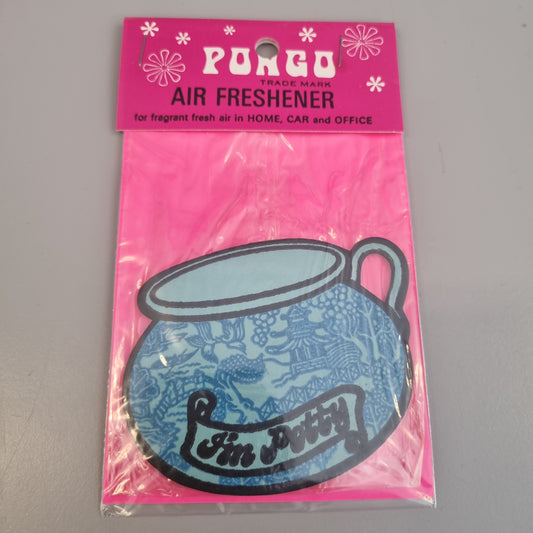 PONGO
TRADE MARK
AIR FRESHENER
for fragrant fresh air in HOME, CAR and OFFICE
I'm Potty